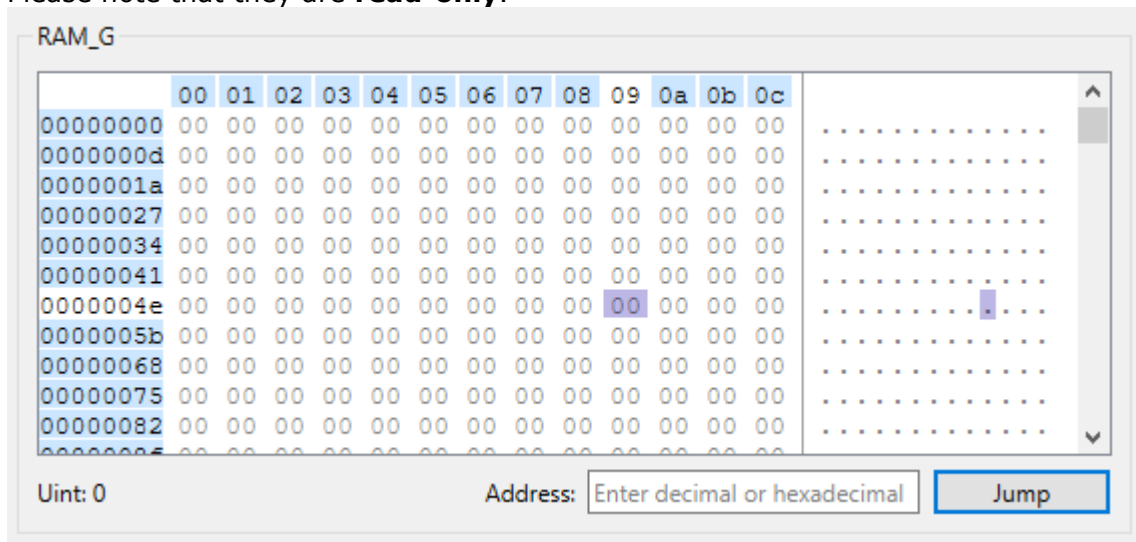 Please note that they are read-only.
RAM_G
00 01 02 03 04 05 06 07 08 09 0a 0b 0c
00000000 00 00 00 00 00 00 00 00 00 00 00 00 00 .............
0000000d 00 00 00 00 00 00 00 00 00 00 00 00 00 .............
0000001a 00 00 00 00 00 00 00 00 00 00 00 00 00 .............
00000027 00 00 00 00 00 00 00 00 00 00 00 00 00 .............
00000034 00 00 00 00 00 00 00 00 00 00 00 00 00 .............
00000041 00 00 00 00 00 00 00 00 00 00 00 00 00 .............
0000004e 00 00 00 00 00 00 00 00 00 00 00 00 00 .............
0000005b 00 00 00 00 00 00 00 00 00 00 00 00 00 .............
00000068 00 00 00 00 00 00 00 00 00 00 00 00 00 .............
00000075 00 00 00 00 00 00 00 00 00 00 00 00 00 .............
00000082 00 00 00 00 00 00 00 00 00 00 00 00 00 .............
Uint: 0 Address: Enter decimal or hexadecimal Jump